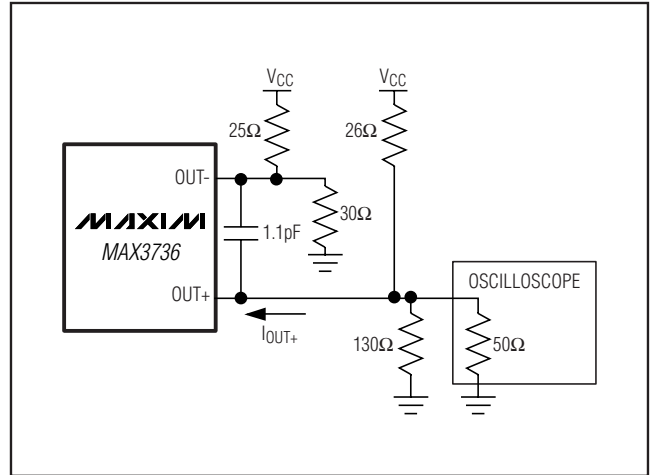 VCC
VCC
25Ω
26Ω
OUT-
MAXIM
MAX3736
30Ω
1.1pF
OSCILLOSCOPE
OUT+
IOUT+
130Ω
50Ω